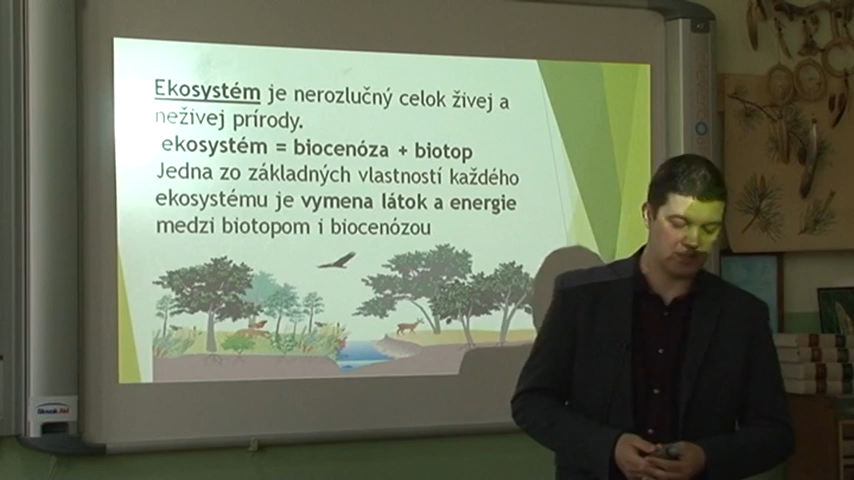 Ekosystém je nerozlučný celok živej a
neživej prírody.
ekosystém = biocenóza + biotop
Jedna zo základných vlastností každého
ekosystému je vymena látok a energie
medzi biotopom i biocenózou